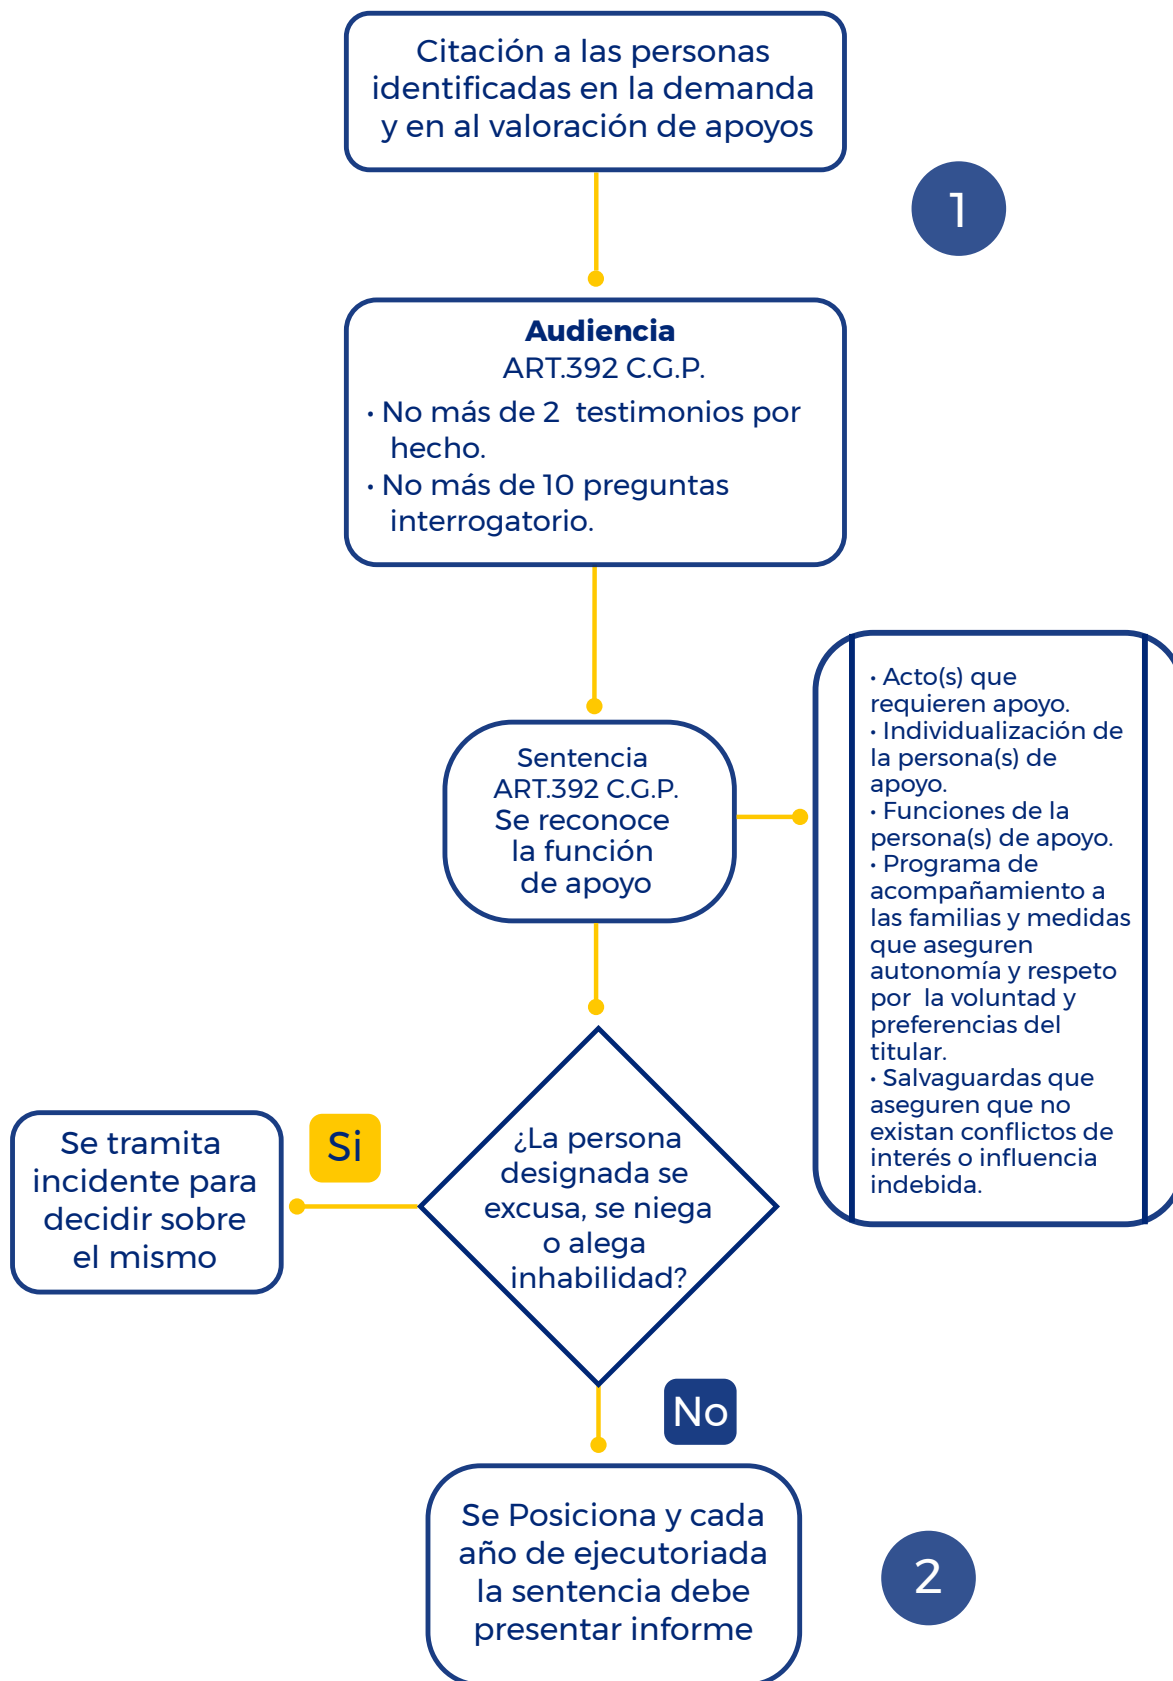 Citación a las personas
identificadas en la demanda
y en al valoración de apoyos
1
Audiencia
ART.392 C.G.P.
• No más de 2 testimonios por
hecho.
• No más de 10 preguntas
interrogatorio.
Sentencia
ART.392 C.G.P.
Se reconoce
la función
de apoyo
• Acto(s) que
requieren apoyo.
• Individualización de
la persona(s) de
apoyo.
• Funciones de la
persona(s) de apoyo.
• Programa de
acompañamiento a
las familias y medidas
que aseguren
autonomía y respeto
por la voluntad y
preferencias del
titular.
• Salvaguardas que
aseguren que no
existan conflictos de
interés o influencia
indebida.
¿La persona
designada se
excusa, se niega
o alega
inhabilidad?
Si
Se tramita
incidente para
decidir sobre
el mismo
No
Se Posiciona y cada
año de ejecutoriada
la sentencia debe
presentar informe
2